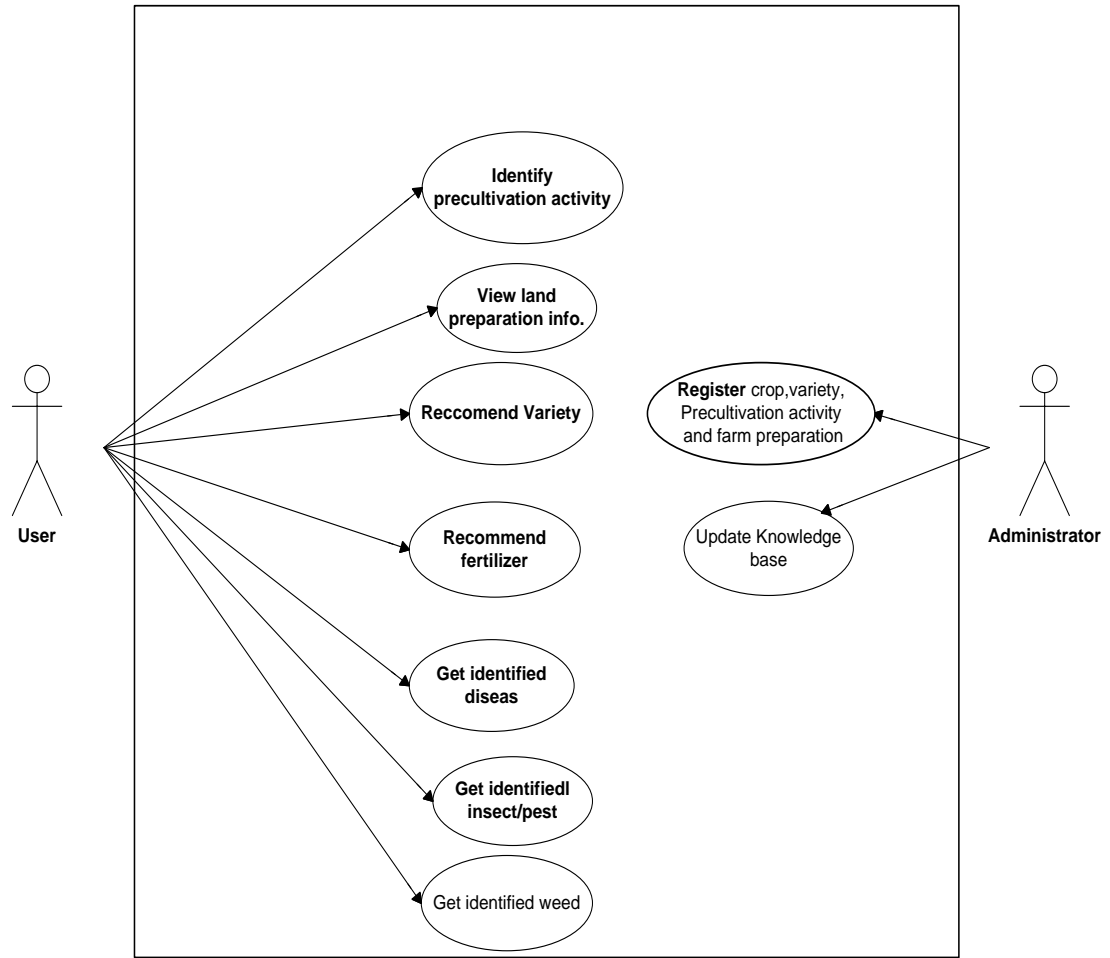 Identify
precultivation activity
View land
preparation info.
Reccomend Variety
Register crop,variety,
Precultivation activity
and farm preparation
User
Recommend
fertilizer
Update Knowledge
base
Administrator
Get identified
diseas
Get identifiedl
insect/pest
Get identified weed